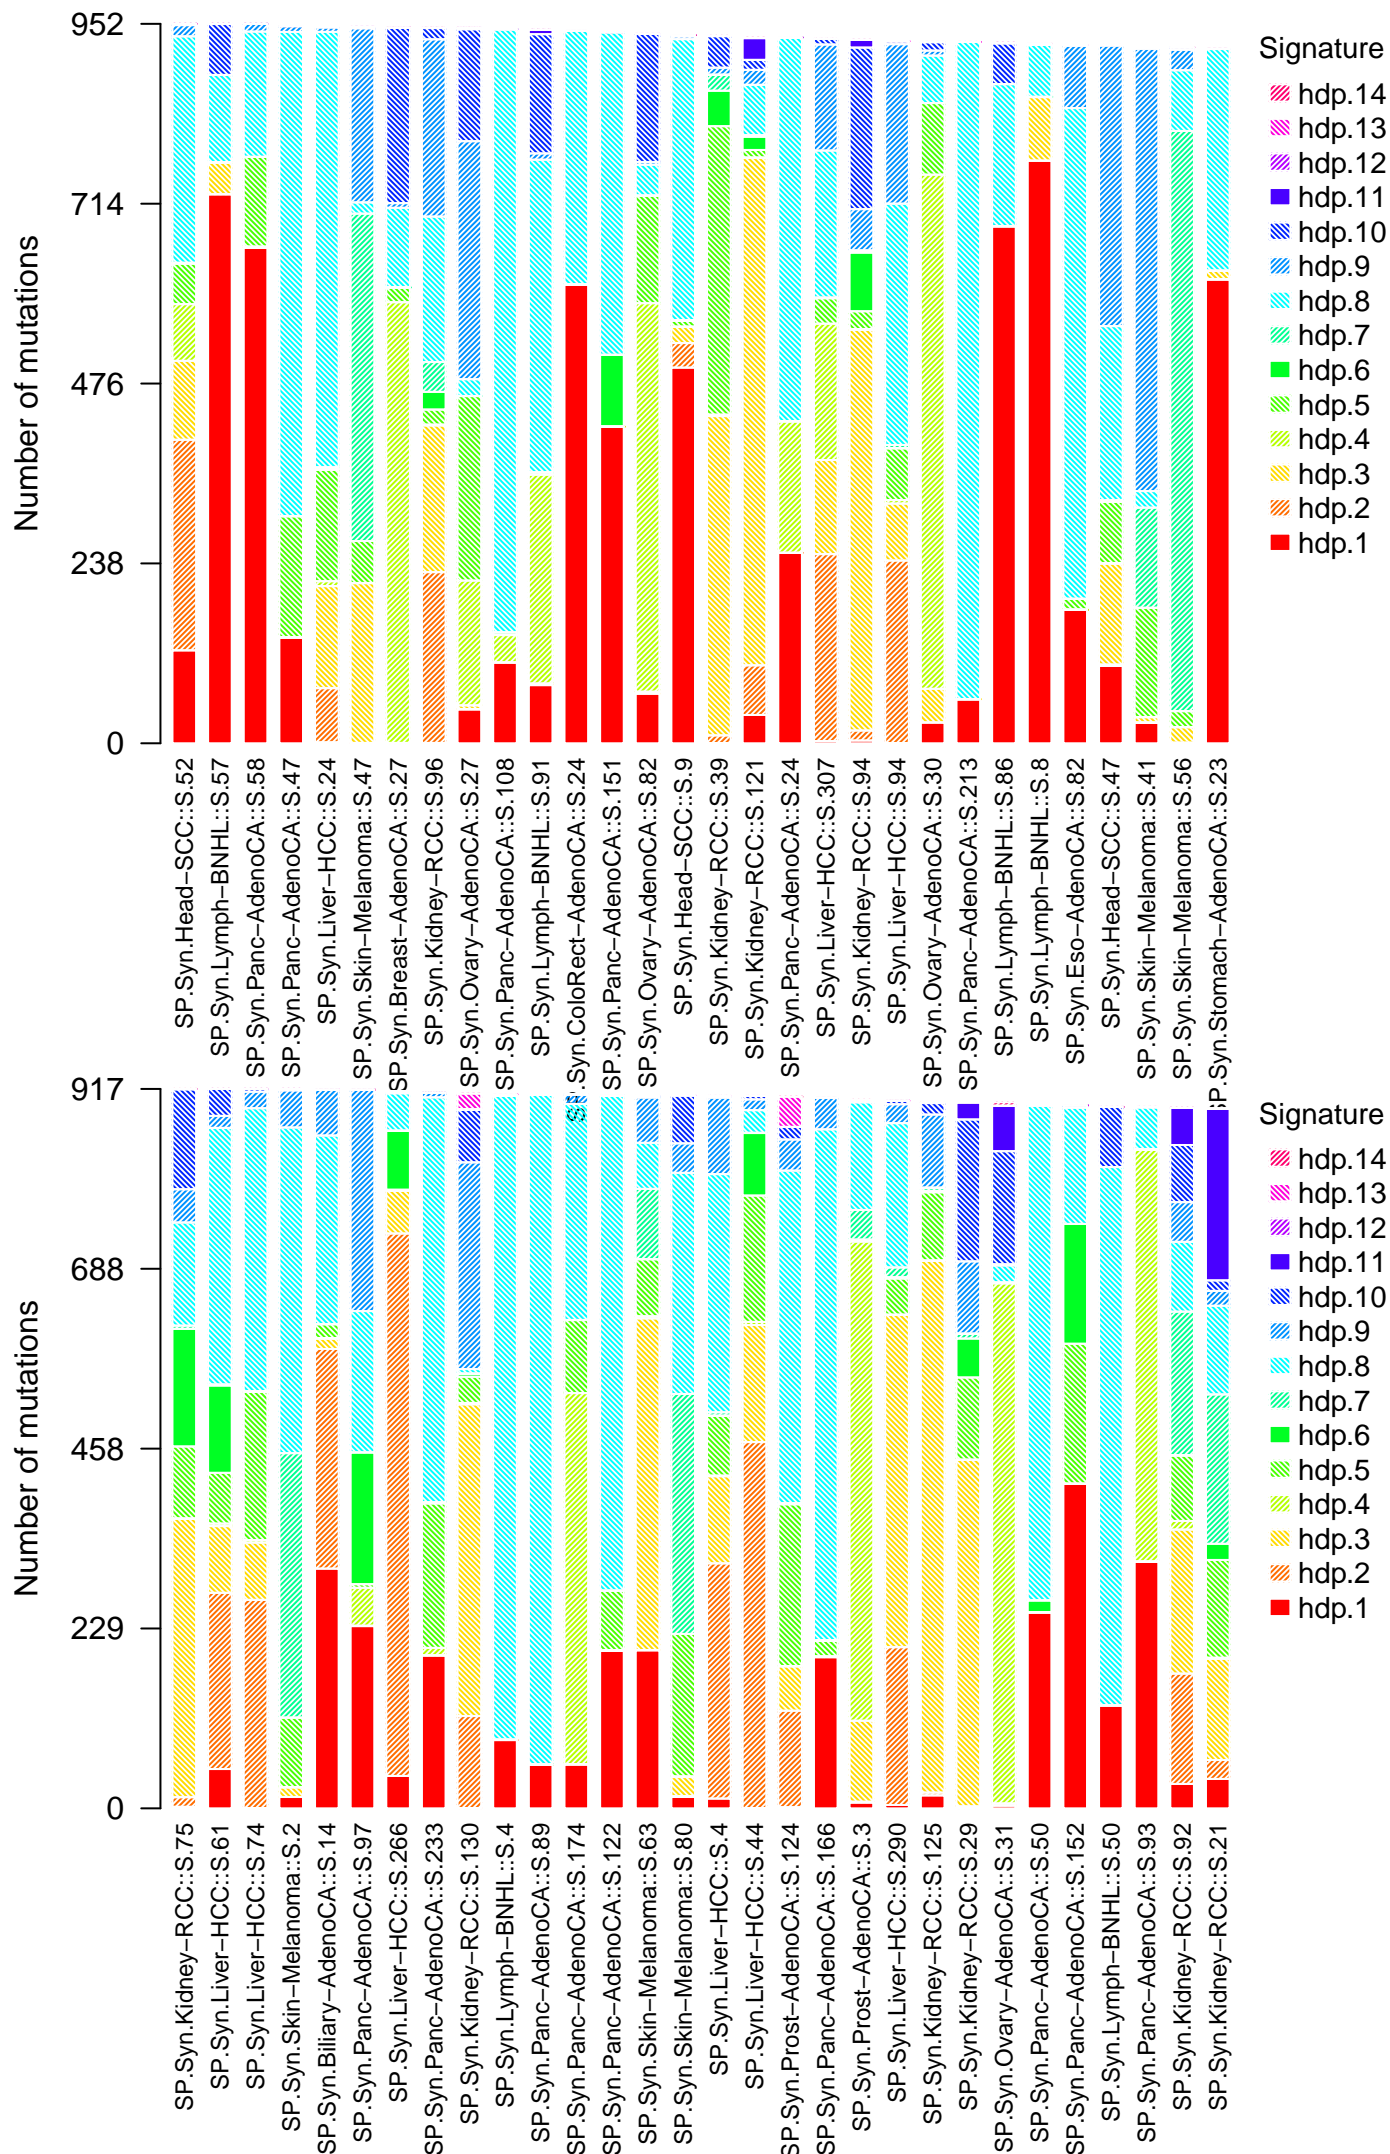 Number of mutations
952
714
476
238
0
Signature
hdp.14
hdp.13
hdp.12
hdp.11
hdp.10
hdp.9
hdp.8
hdp.7
hdp.6
hdp.5
hdp.4
hdp.3
hdp.2
hdp.1
SP.Syn.Head−SCC::S.52
SP.Syn.Lymph−BNHL::S.57
SP.Syn.Panc−AdenoCA::S.58
SP.Syn.Panc−AdenoCA::S.47
SP.Syn.Liver−HCC::S.24
SP.Syn.Skin−Melanoma::S.47
SP.Syn.Breast−AdenoCA::S.27
SP.Syn.Kidney−RCC::S.96
SP.Syn.Ovary−AdenoCA::S.27
SP.Syn.Panc−AdenoCA::S.108
SP.Syn.Lymph−BNHL::S.91
SP.Syn.ColoRect−AdenoCA::S.24
SP.Syn.Panc−AdenoCA::S.151
SP.Syn.Ovary−AdenoCA::S.82
SP.Syn.Head−SCC::S.9
SP.Syn.Kidney−RCC::S.39
SP.Syn.Kidney−RCC::S.121
SP.Syn.Panc−AdenoCA::S.24
SP.Syn.Liver−HCC::S.307
SP.Syn.Kidney−RCC::S.94
SP.Syn.Liver−HCC::S.94
SP.Syn.Ovary−AdenoCA::S.30
SP.Syn.Panc−AdenoCA::S.213
SP.Syn.Lymph−BNHL::S.86
SP.Syn.Lymph−BNHL::S.8
SP.Syn.Eso−AdenoCA::S.82
SP.Syn.Head−SCC::S.47
SP.Syn.Skin−Melanoma::S.41
SP.Syn.Skin−Melanoma::S.56
SP.Syn.Stomach−AdenoCA::S.23
Number of mutations
917
688
458
229
0
Signature
hdp.14
hdp.13
hdp.12
hdp.11
hdp.10
hdp.9
hdp.8
hdp.7
hdp.6
hdp.5
hdp.4
hdp.3
hdp.2
hdp.1
SP.Syn.Kidney−RCC::S.75
SP.Syn.Liver−HCC::S.61
SP.Syn.Liver−HCC::S.74
SP.Syn.Skin−Melanoma::S.2
SP.Syn.Biliary−AdenoCA::S.14
SP.Syn.Panc−AdenoCA::S.97
SP.Syn.Liver−HCC::S.266
SP.Syn.Panc−AdenoCA::S.233
SP.Syn.Kidney−RCC::S.130
SP.Syn.Lymph−BNHL::S.4
SP.Syn.Panc−AdenoCA::S.89
SP.Syn.Panc−AdenoCA::S.174
SP.Syn.Panc−AdenoCA::S.122
SP.Syn.Skin−Melanoma::S.63
SP.Syn.Skin−Melanoma::S.80
SP.Syn.Liver−HCC::S.4
SP.Syn.Liver−HCC::S.44
SP.Syn.Prost−AdenoCA::S.124
SP.Syn.Panc−AdenoCA::S.166
SP.Syn.Prost−AdenoCA::S.3
SP.Syn.Liver−HCC::S.290
SP.Syn.Kidney−RCC::S.125
SP.Syn.Kidney−RCC::S.29
SP.Syn.Ovary−AdenoCA::S.31
SP.Syn.Panc−AdenoCA::S.50
SP.Syn.Panc−AdenoCA::S.152
SP.Syn.Lymph−BNHL::S.50
SP.Syn.Panc−AdenoCA::S.93
SP.Syn.Kidney−RCC::S.92
SP.Syn.Kidney−RCC::S.21